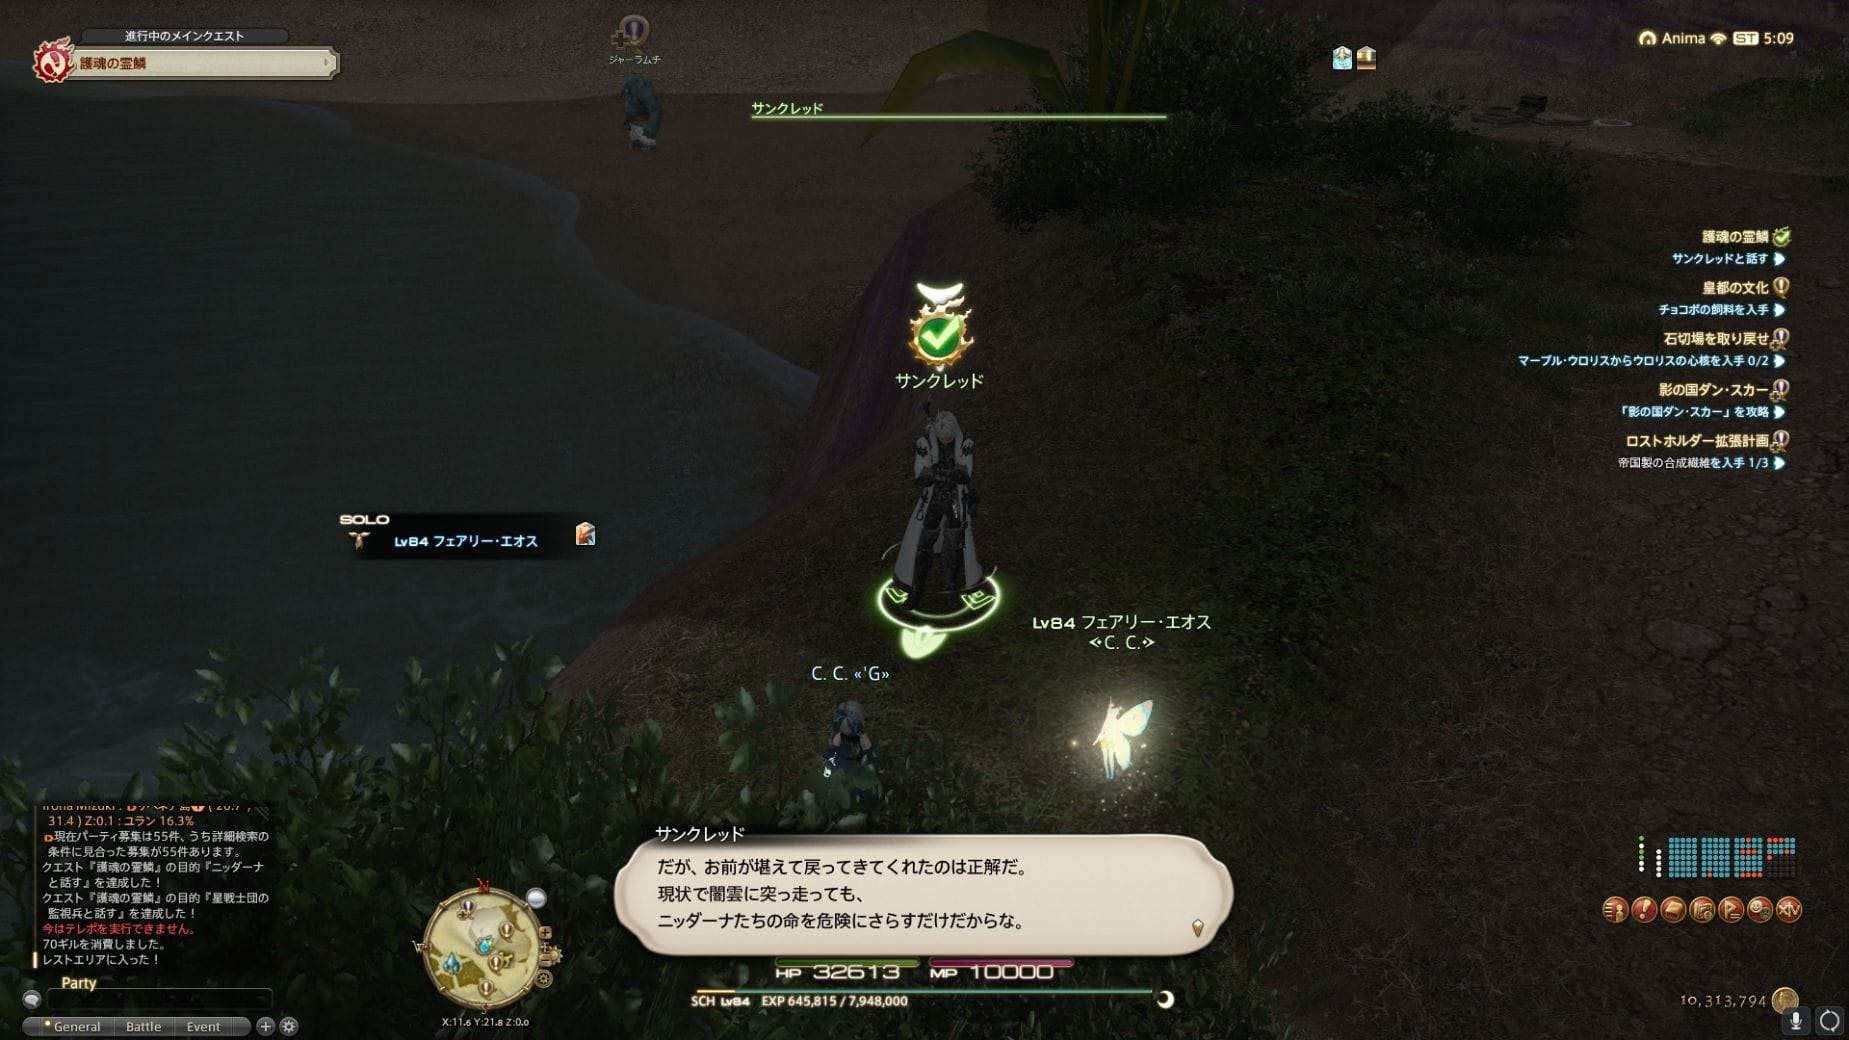 進行中のメインクエスト
護魂の霊鱗
ジャーラムチ
サンクレッド
Anima ST 5:09
護魂の霊鱗
サンクレッドと話す
皇都の文化
チョコボの飼料を入手
石切場を取り戻せ
マーブル・ウロリスからウロリスの心核を入手 0/2
影の国ダン・スカー
「影の国ダン・スカー」を攻略
ロストホルダー拡張計画
帝国製の合成繊維を入手 1/3
サンクレッド
SOLO
Lv84 フェアリー・エオス
Lv84 フェアリー・エオス
«C. C.»
C. C. «'G»
サンクレッド
だが、お前が堪えて戻ってきてくれたのは正解だ。
現状で闇雲に突っ走っても、
ニッダーナたちの命を危険にさらすだけだからな。
31.4 ) Z:0.1 : ユラン 16.3%
現在パーティ募集は55件、うち詳細検索の
条件に見合った募集が55件あります。
クエスト『護魂の霊鱗』の目的『ニッダーナ
と話す』を達成した！
クエスト『護魂の霊鱗』の目的『星戦士団の
監視兵と話す』を達成した！
今はテレポを実行できません。
70ギルを消費しました。
レストエリアに入った！
Party
General Battle Event
N
W
X:11.6 Y:21.8 Z:0.0
HP 32613 MP 10000
SCH Lv84 EXP 645,815 / 7,948,000
XIV
10,313,794